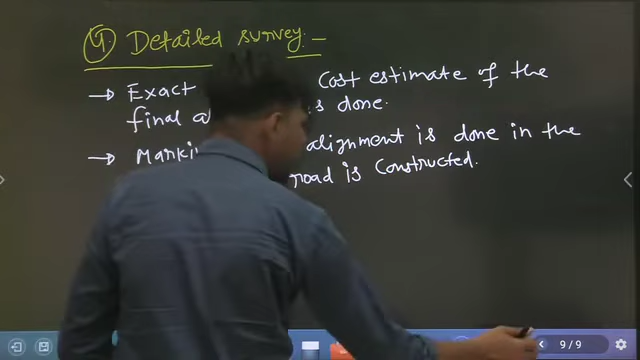 4. Detailed survey: -
→ Exact Cost estimate of the
final is done.
→ alignment is done in the
road is Constructed.
9/9